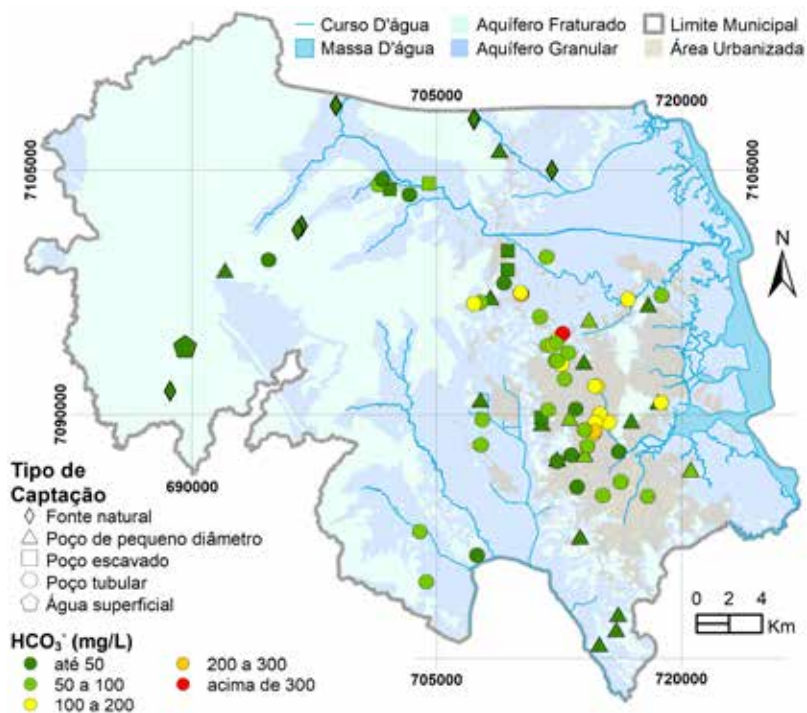 Curso D'água
Aquífero Fraturado
Limite Municipal
Massa D'água
Aquífero Granular
Área Urbanizada
705000
720000
7105000
7105000
N
7090000
7090000
690000
Tipo de
Captação
Fonte natural
Poço de pequeno diâmetro
Poço escavado
Poço tubular
Água superficial
0 2 4
Km
HCO₃⁻ (mg/L)
até 50
200 a 300
50 a 100
acima de 300
100 a 200
705000
720000